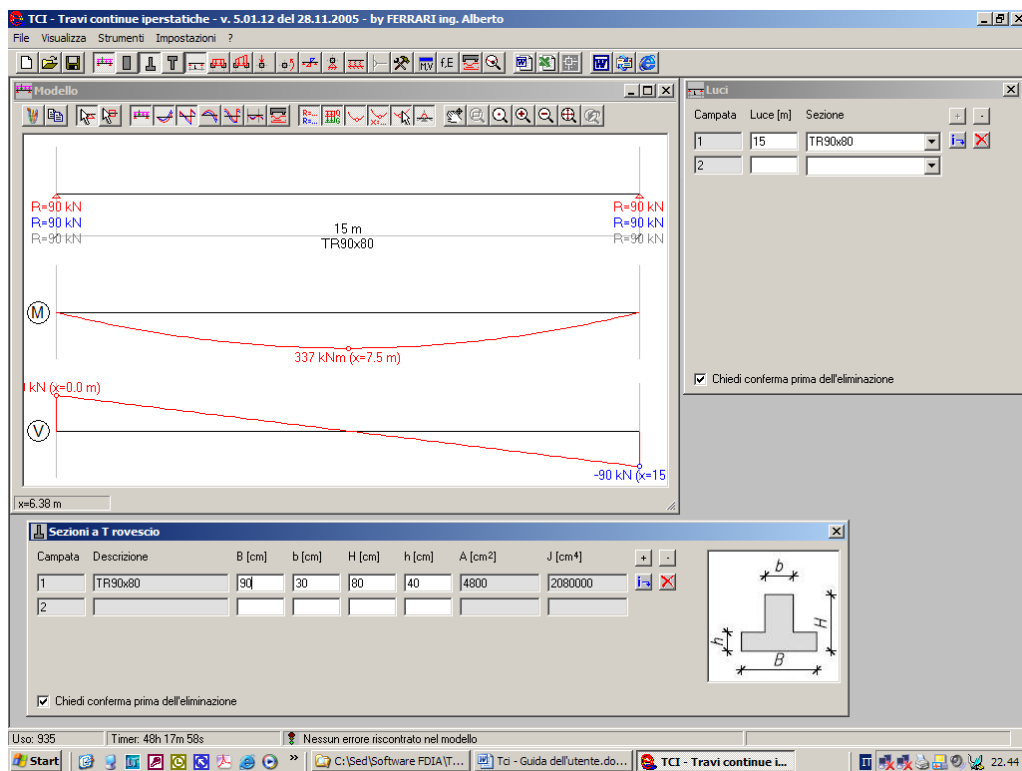 TCI - Travi continue iperstatiche - v. 5.01.12 del 28.11.2005 - by FERRARI ing. Alberto
File Visualizza Strumenti Impostazioni ?
Modello
R=90 kN
R=90 kN
R=90 kN
15 m
TR90x80
R=90 kN
R=90 kN
R=90 kN
M
337 kNm (x=7.5 m)
kN (x=0.0 m)
V
-90 kN (x=15
x=6.38 m
Luci
Campata Luce [m] Sezione + -
1 15 TR90x80
2
Chiedi conferma prima dell'eliminazione
Sezioni a T rovescio
Campata Descrizione B [cm] b [cm] H [cm] h [cm] A [cm2] J [cm4] + -
1 TR90x80 90 30 80 40 4800 2080000
2
b
H
h
B
Chiedi conferma prima dell'eliminazione
Uso: 935 Timer: 48h 17m 58s Nessun errore riscontrato nel modello
Start » C:\Sed\Software FDIA\T... Tci - Guida dell'utente.do... TCI - Travi continue i... IT 22.44